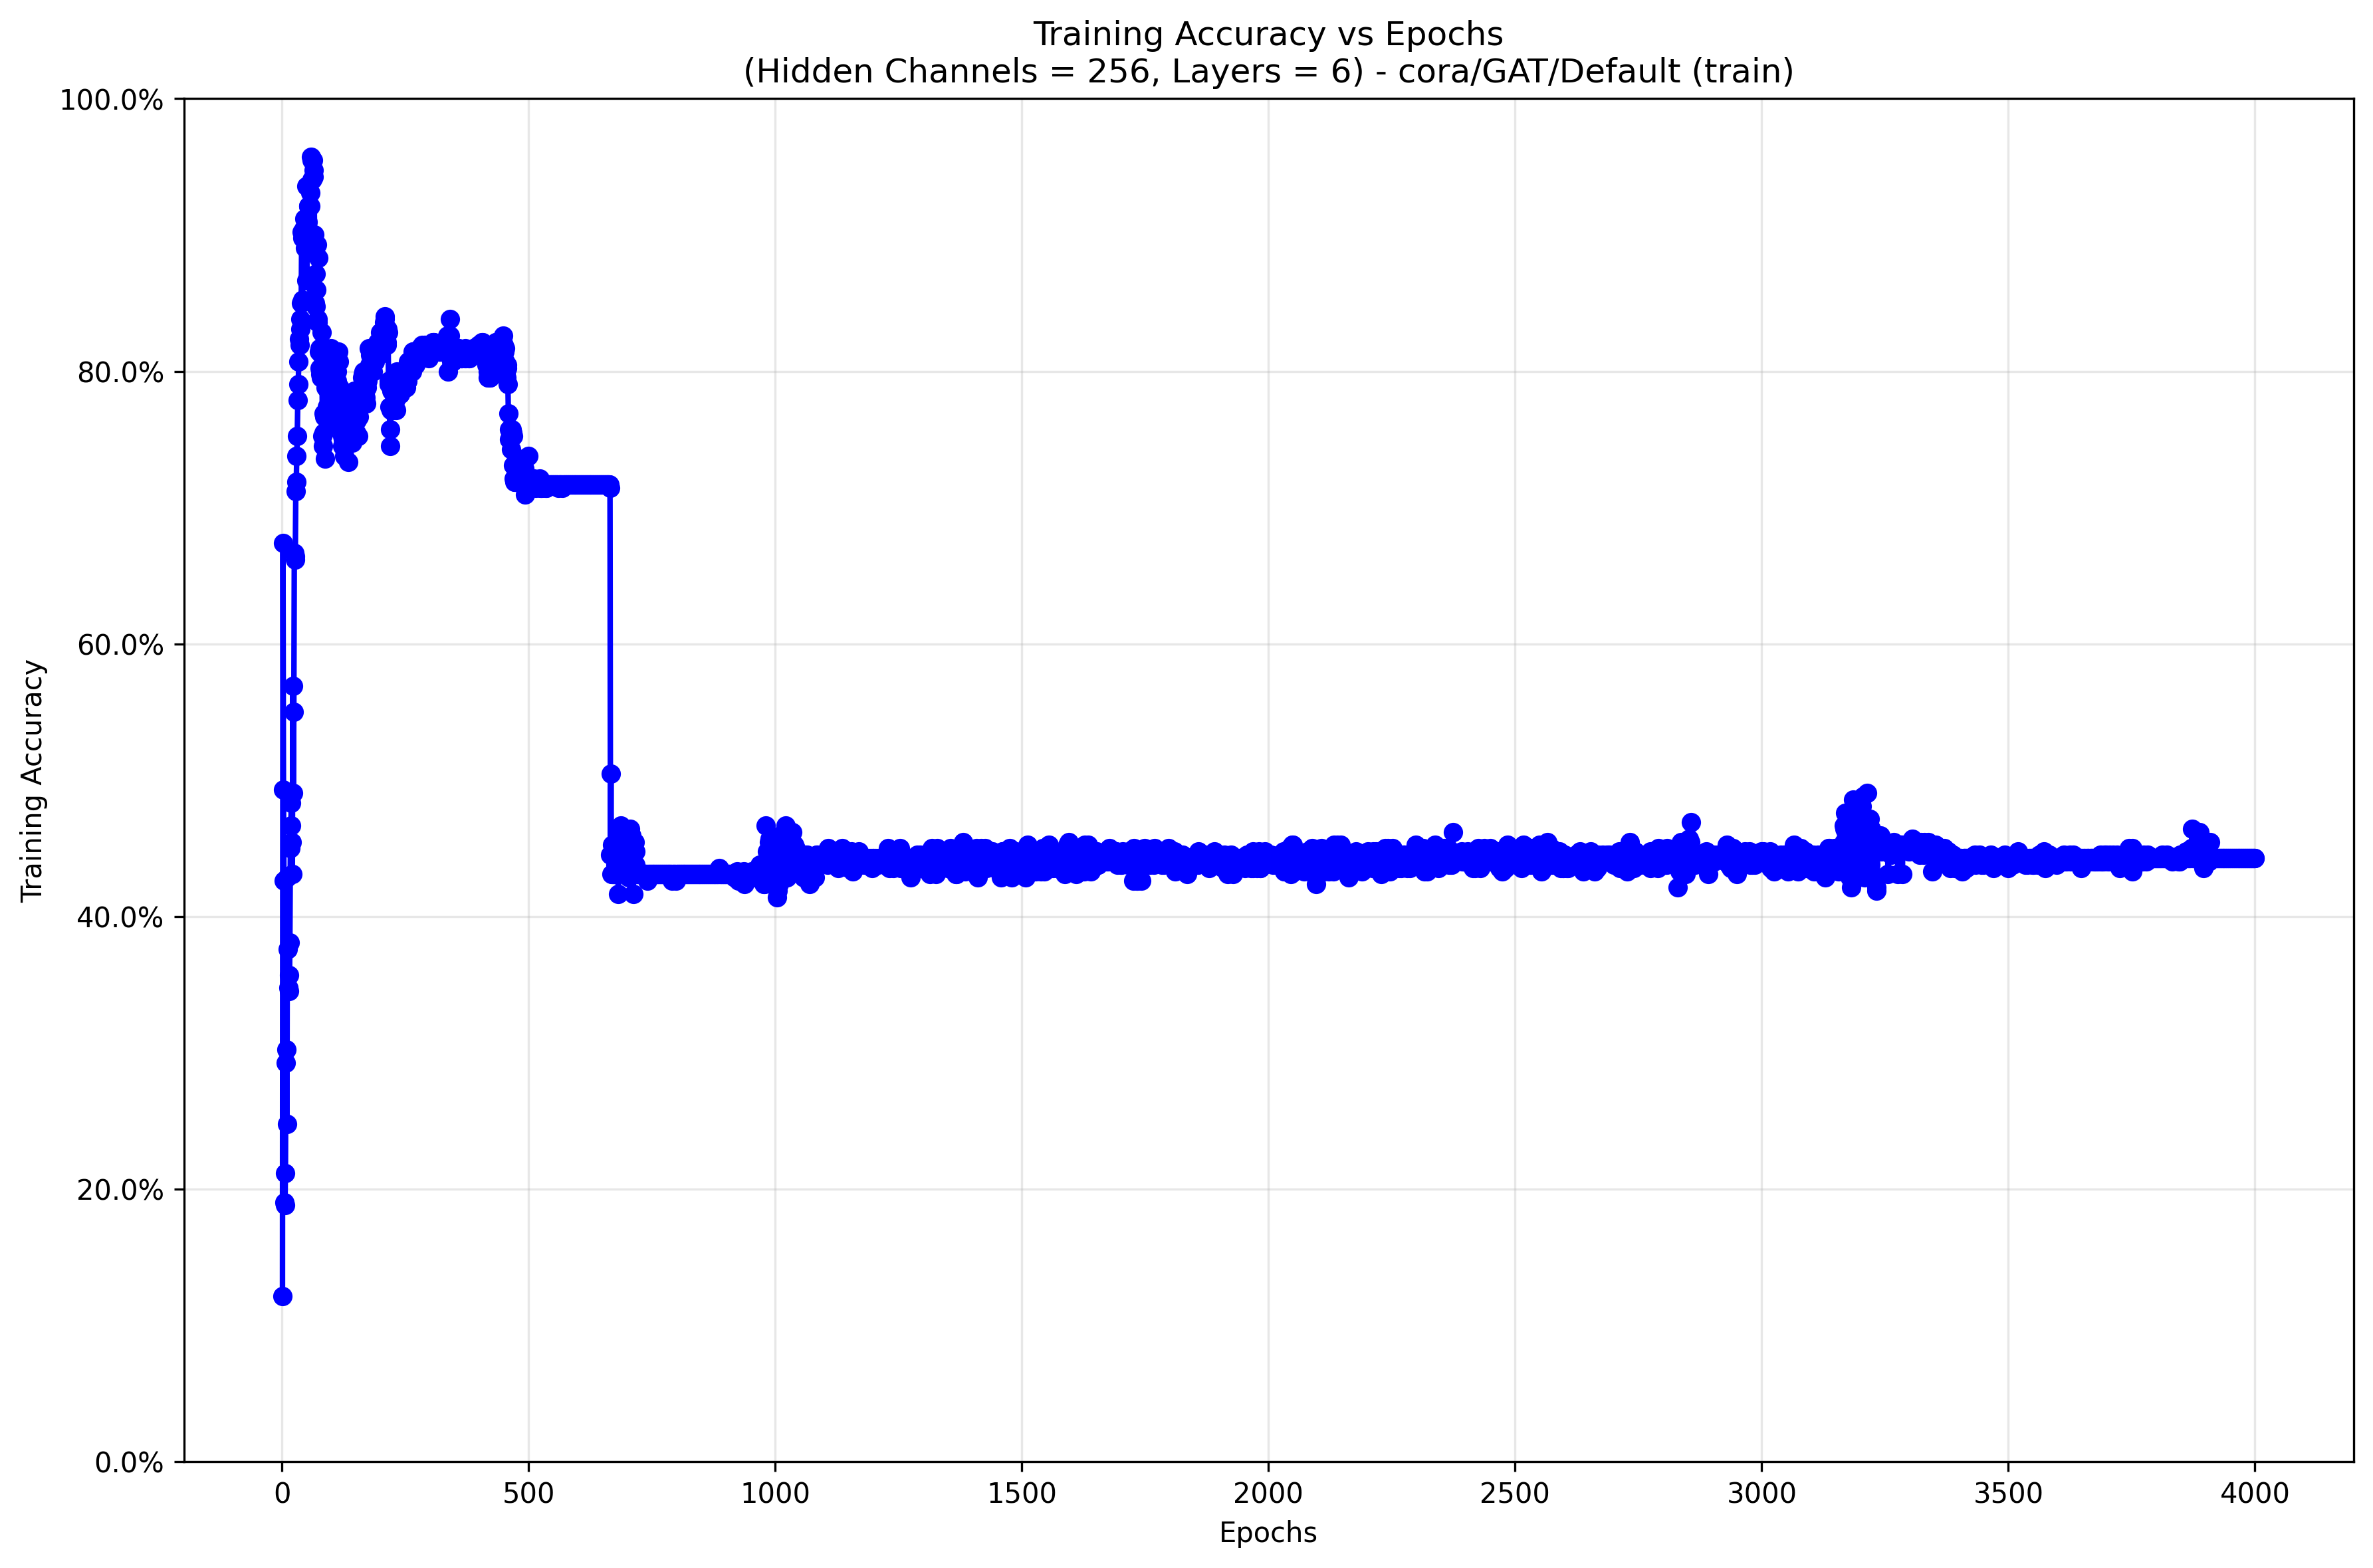 Training Accuracy vs Epochs
(Hidden Channels = 256, Layers = 6) - cora/GAT/Default (train)
100.0%
80.0%
60.0%
40.0%
20.0%
0.0%
Training Accuracy
0 500 1000 1500 2000 2500 3000 3500 4000
Epochs